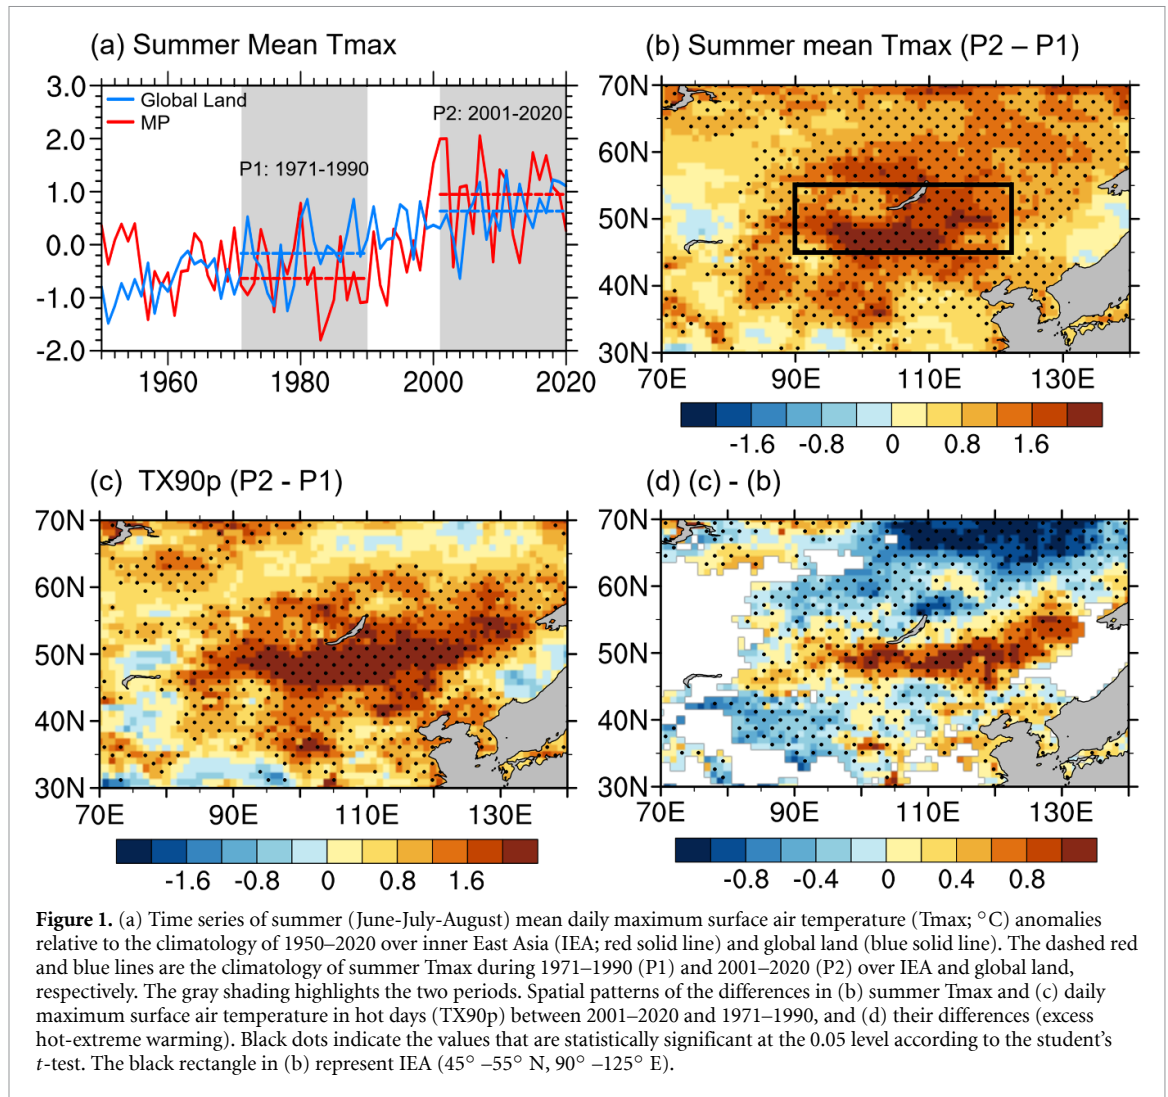 (a) Summer Mean Tmax
3.0
2.0
1.0
0.0
-1.0
-2.0
Global Land
MP
P1: 1971-1990
P2: 2001-2020
1960 1980 2000 2020
(b) Summer mean Tmax (P2 – P1)
70N
60N
50N
40N
30N
70E 90E 110E 130E
-1.6 -0.8 0 0.8 1.6
(c) TX90p (P2 - P1)
70N
60N
50N
40N
30N
70E 90E 110E 130E
-1.6 -0.8 0 0.8 1.6
(d) (c) - (b)
70N
60N
50N
40N
30N
70E 90E 110E 130E
-0.8 -0.4 0 0.4 0.8
Figure 1. (a) Time series of summer (June-July-August) mean daily maximum surface air temperature (Tmax; °C) anomalies
relative to the climatology of 1950–2020 over inner East Asia (IEA; red solid line) and global land (blue solid line). The dashed red
and blue lines are the climatology of summer Tmax during 1971–1990 (P1) and 2001–2020 (P2) over IEA and global land,
respectively. The gray shading highlights the two periods. Spatial patterns of the differences in (b) summer Tmax and (c) daily
maximum surface air temperature in hot days (TX90p) between 2001–2020 and 1971–1990, and (d) their differences (excess
hot-extreme warming). Black dots indicate the values that are statistically significant at the 0.05 level according to the student's
t-test. The black rectangle in (b) represent IEA (45° –55° N, 90° –125° E).